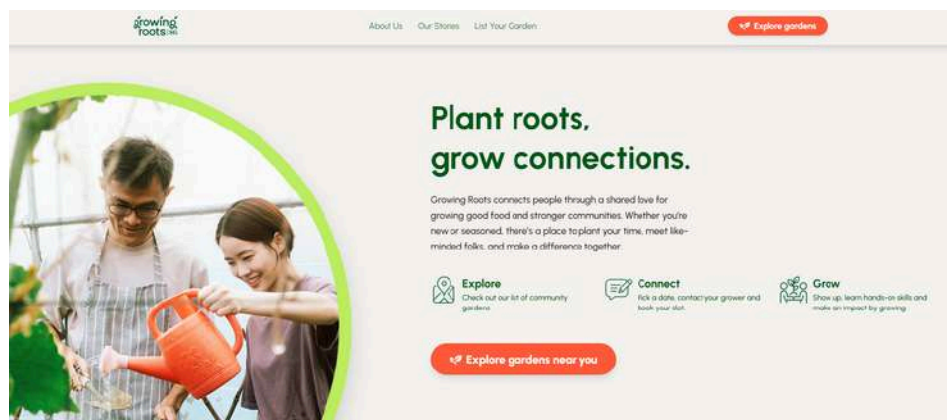 growing
roots
About Us
Our Stories
List Your Garden
Explore gardens
Plant roots,
grow connections.
Growing Roots connects people through a shared love for
growing good food and stronger communities. Whether you're
new or seasoned, there's a place to plant your time, meet like-
minded folks, and make a difference together.
Explore
Check out our list of community
gardens
Connect
Pick a date, contact your grower and
book your slot.
Grow
Show up, learn hands-on skills and
make an impact by growing
Explore gardens near you